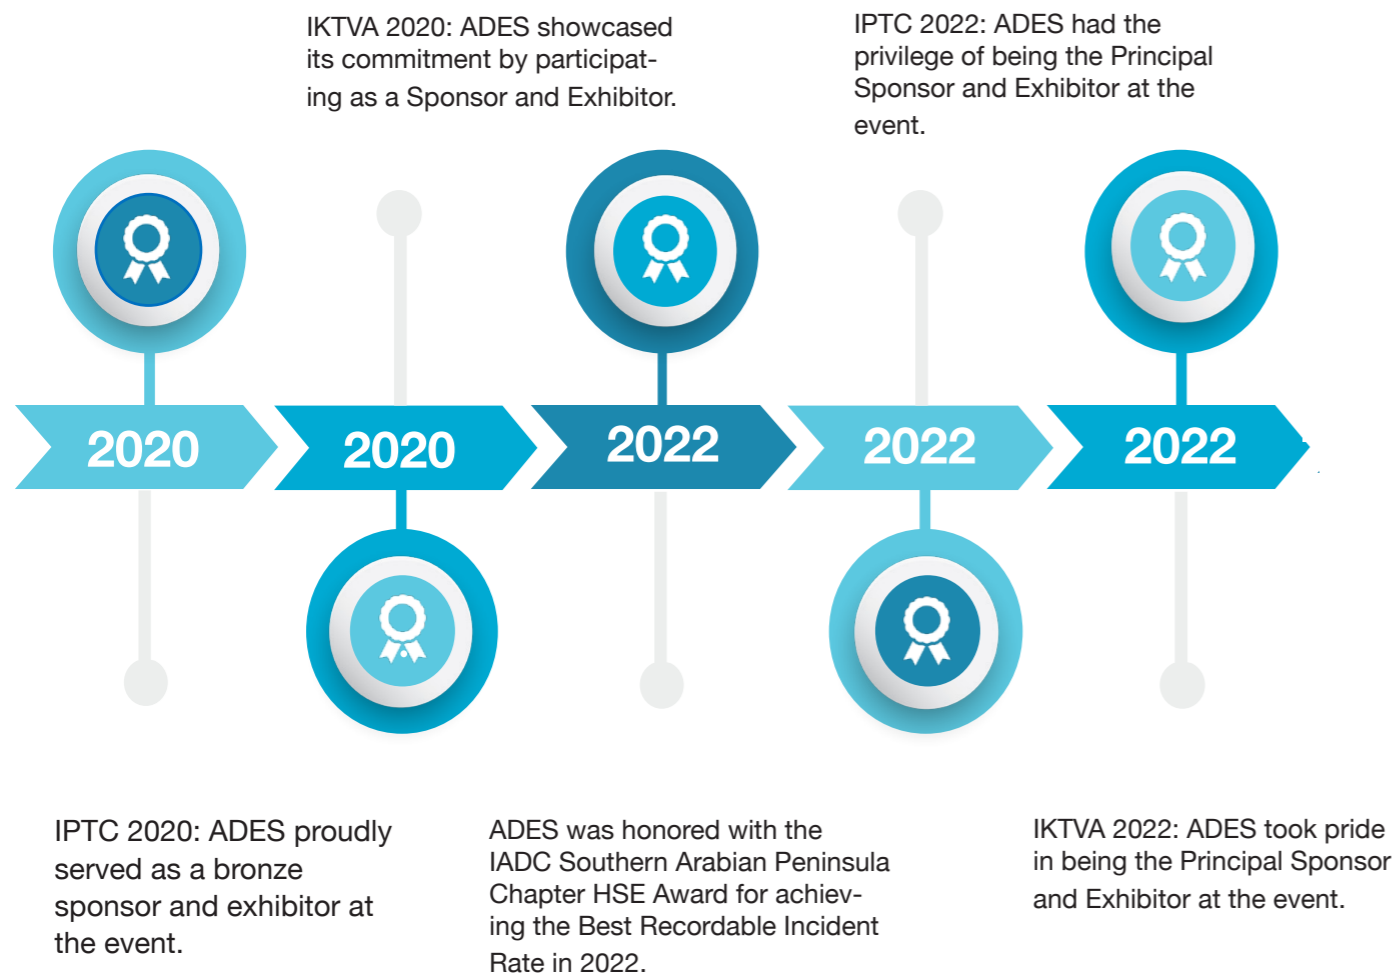 IKTVA 2020: ADES showcased
its commitment by participat-
ing as a Sponsor and Exhibitor.
IPTC 2022: ADES had the
privilege of being the Principal
Sponsor and Exhibitor at the
event.
2020
2020
2022
2022
2022
IPTC 2020: ADES proudly
served as a bronze
sponsor and exhibitor at
the event.
ADES was honored with the
IADC Southern Arabian Peninsula
Chapter HSE Award for achiev-
ing the Best Recordable Incident
Rate in 2022.
IKTVA 2022: ADES took pride
in being the Principal Sponsor
and Exhibitor at the event.